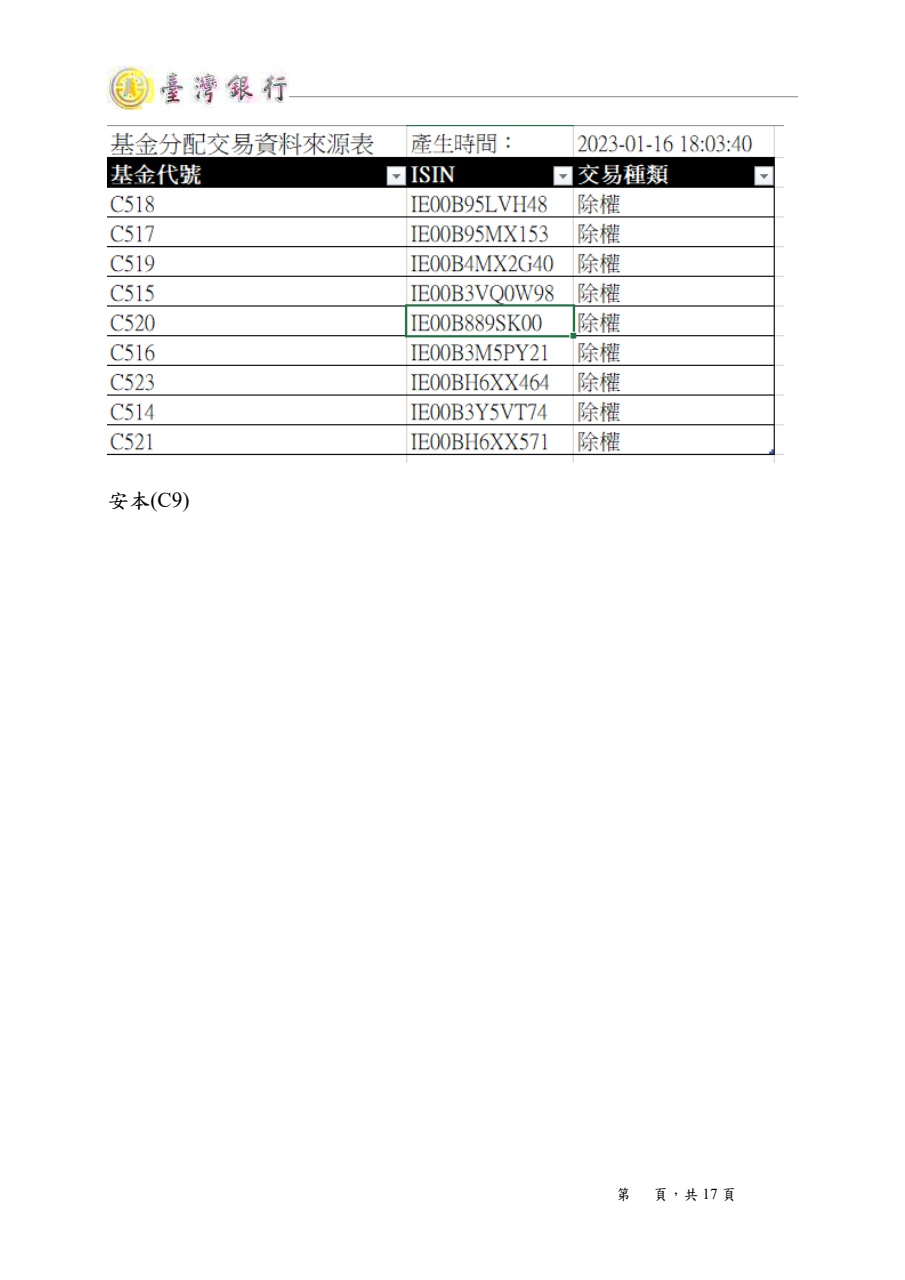 臺灣銀行
基金分配交易資料來源表 產生時間： 2023-01-16 18:03:40
基金代號 ISIN 交易種類
C518 IE00B95LVH48 除權
C517 IE00B95MX153 除權
C519 IE00B4MX2G40 除權
C515 IE00B3VQ0W98 除權
C520 IE00B889SK00 除權
C516 IE00B3M5PY21 除權
C523 IE00BH6XX464 除權
C514 IE00B3Y5VT74 除權
C521 IE00BH6XX571 除權
安本(C9)
第 頁，共 17 頁